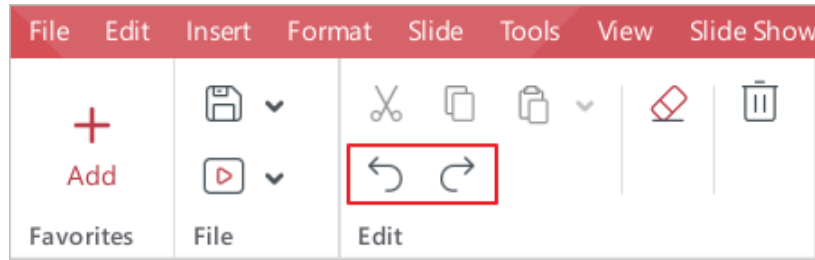 File Edit Insert Format Slide Tools View Slide Show
Add
Favorites File Edit